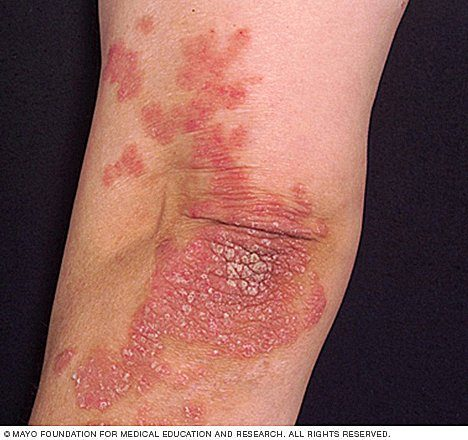 © MAYO FOUNDATION FOR MEDICAL EDUCATION AND RESEARCH. ALL RIGHTS RESERVED.